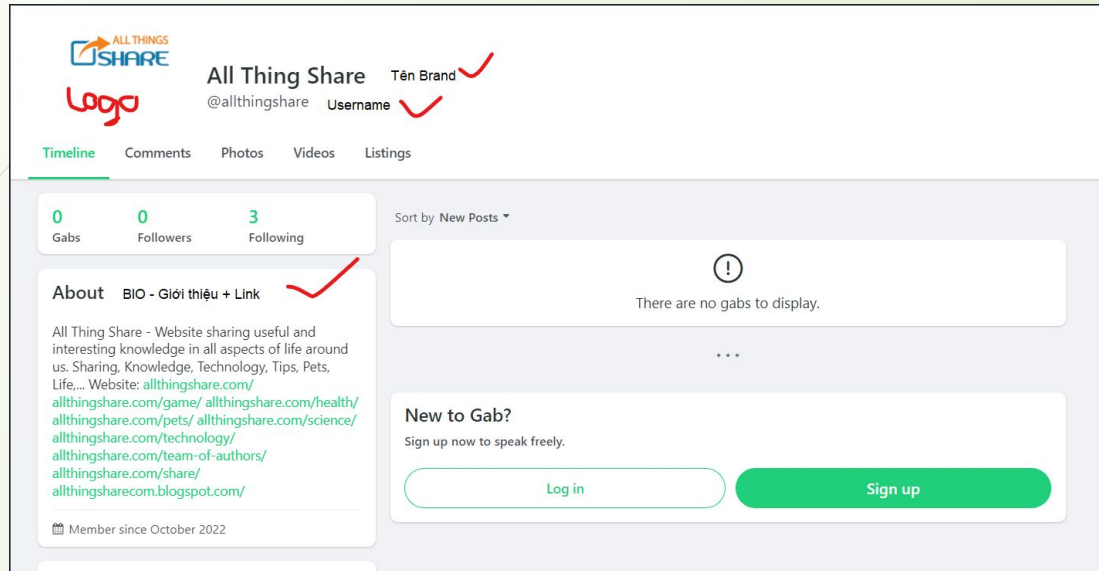 ALL THINGS
SHARE
Logo
All Thing Share Tên Brand
@allthingshare Username
Timeline Comments Photos Videos Listings
0 0 3
Gabs Followers Following
Sort by New Posts
There are no gabs to display.
About BIO - Giới thiệu + Link
All Thing Share - Website sharing useful and
interesting knowledge in all aspects of life around
us. Sharing, Knowledge, Technology, Tips, Pets,
Life,... Website: allthingshare.com/
allthingshare.com/game/ allthingshare.com/health/
allthingshare.com/pets/ allthingshare.com/science/
allthingshare.com/technology/
allthingshare.com/team-of-authors/
allthingshare.com/share/
allthingsharecom.blogspot.com/
Member since October 2022
New to Gab?
Sign up now to speak freely.
Log in Sign up